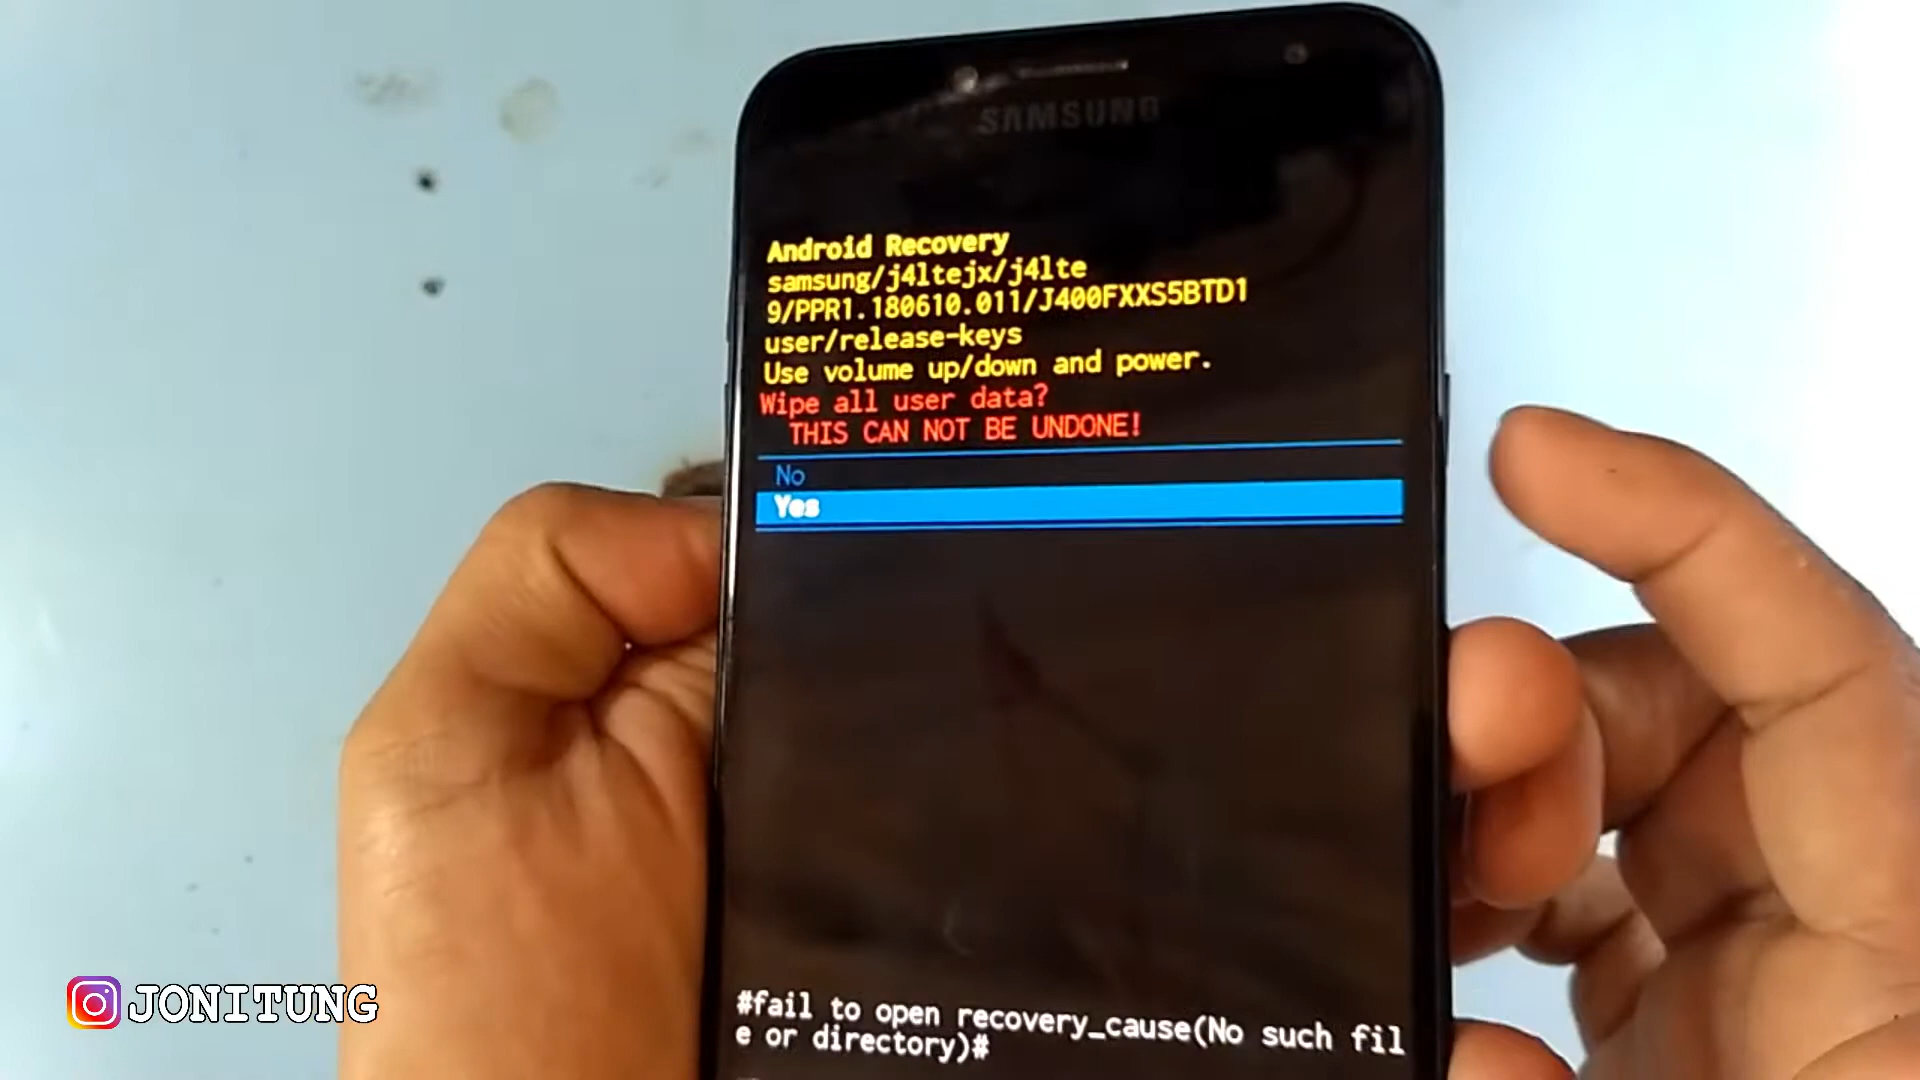 SAMSUNG
Android Recovery
samsung/j4ltejx/j4lte
9/PPR1.180610.011/J400FXXS5BTD1
user/release-keys
Use volume up/down and power.
Wipe all user data?
THIS CAN NOT BE UNDONE!
No
Yes
#fail to open recovery_cause(No such fil
e or directory)#
JONITUNG